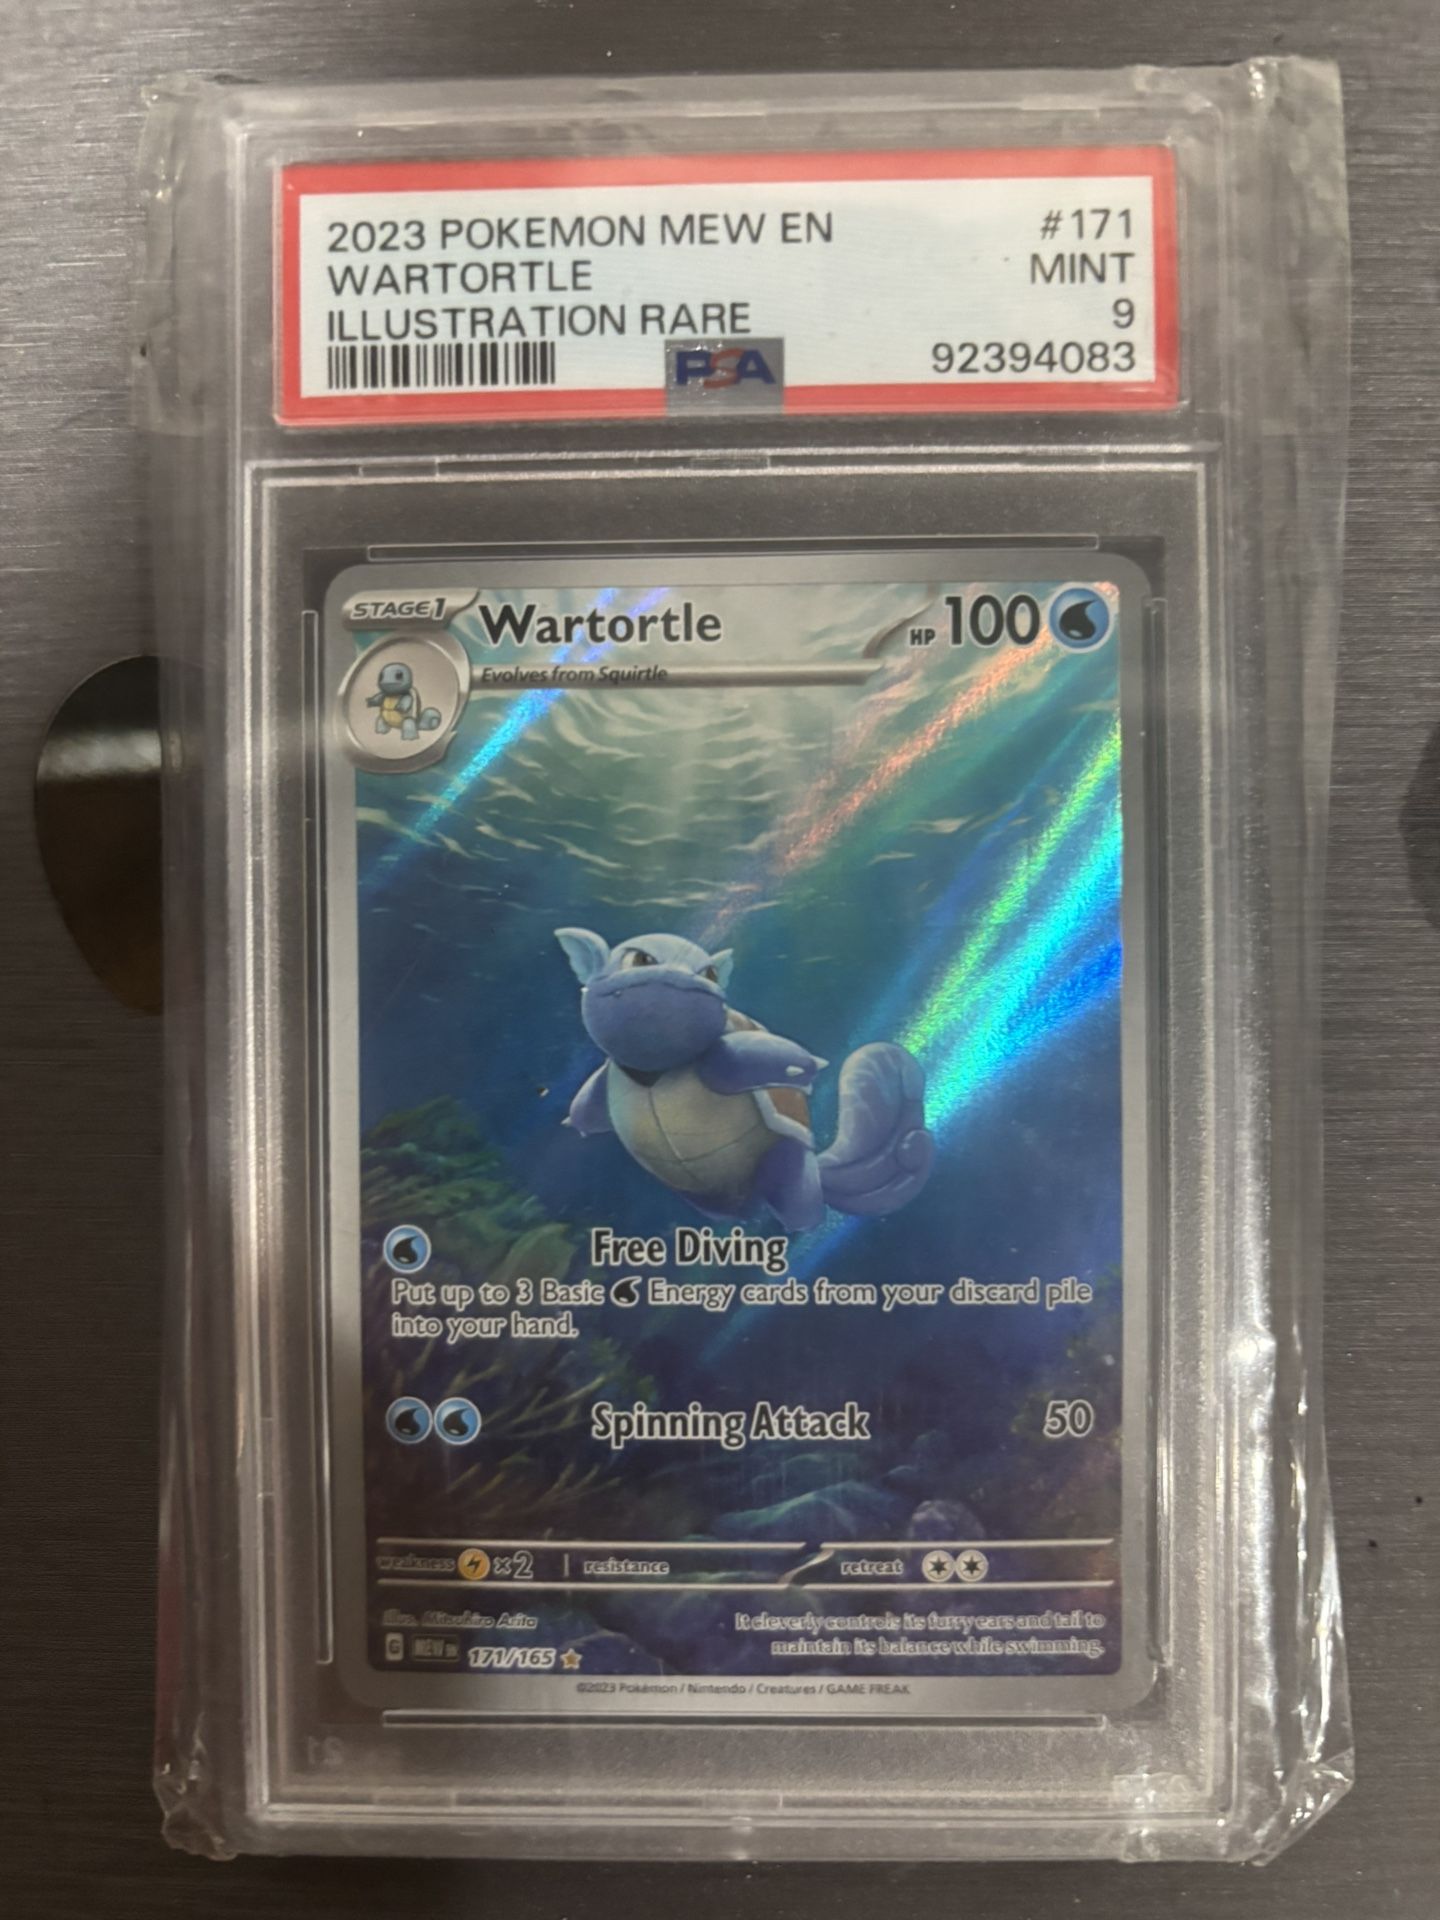 2023 POKEMON MEW EN #171
WARTORTLE MINT
ILLUSTRATION RARE 9
PSA 92394083
STAGE1 Wartortle HP 100
Evolves from Squirtle
Free Diving
Put up to 3 Basic Energy cards from your discard pile
into your hand.
Spinning Attack 50
weakness ×2 resistance retreat
Illus. Mitsuhiro Arita
It cleverly controls its furry ears and tail to
maintain its balance while swimming.
G MEW EN 171/165
©2023 Pokémon / Nintendo / Creatures / GAME FREAK